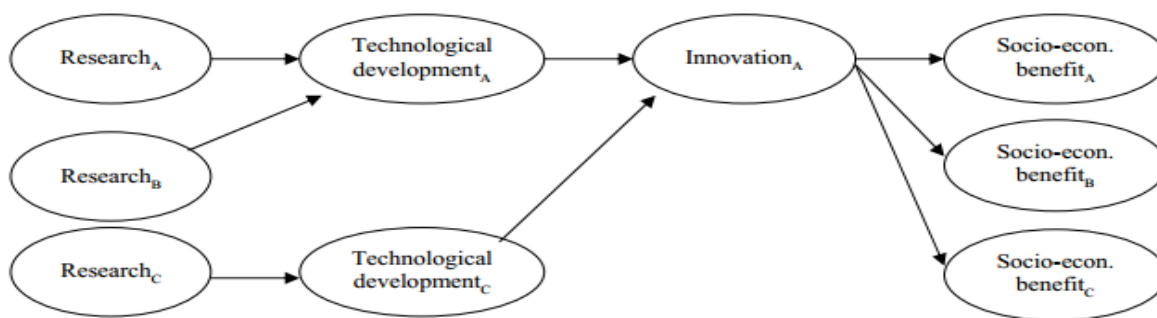 Research_A
Technological
development_A
Innovation_A
Socio-econ.
benefit_A
Research_B
Socio-econ.
benefit_B
Research_C
Technological
development_C
Socio-econ.
benefit_C